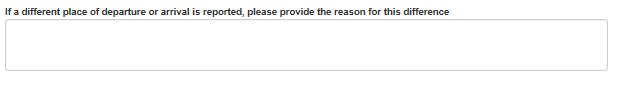 If a different place of departure or arrival is reported, please provide the reason for this difference